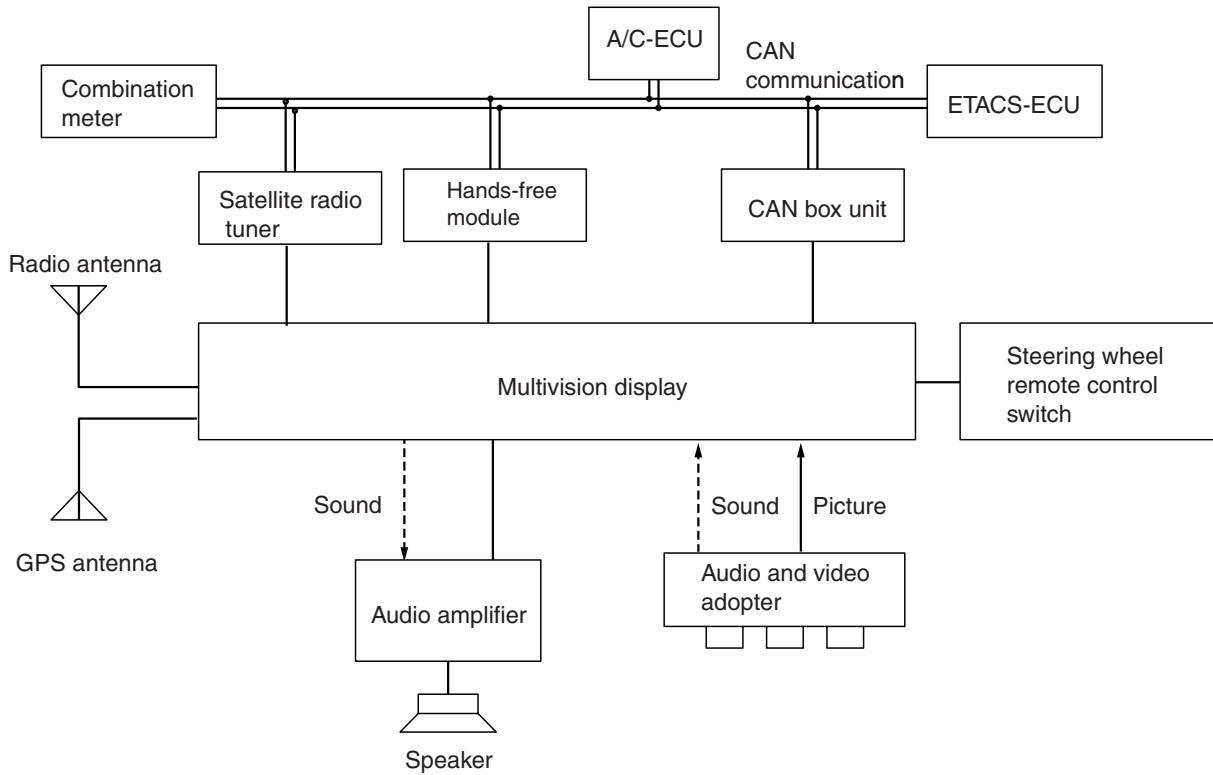 A/C-ECU
CAN
communication
Combination
meter
ETACS-ECU
Satellite radio
tuner
Hands-free
module
CAN box unit
Radio antenna
Multivision display
Steering wheel
remote control
switch
GPS antenna
Sound
Sound
Picture
Audio amplifier
Audio and video
adopter
Speaker